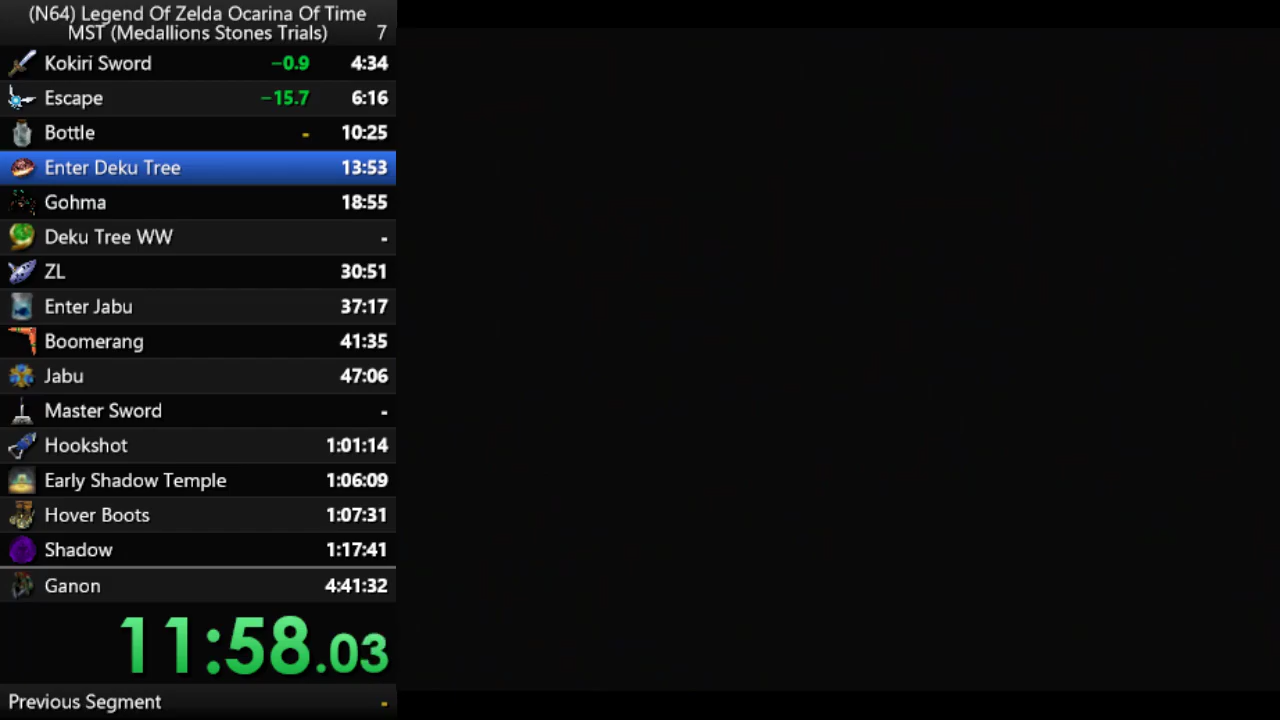 (N64) Legend Of Zelda Ocarina Of Time
MST (Medallions Stones Trials) 7
Kokiri Sword −0.9 4:34
Escape −15.7 6:16
Bottle - 10:25
Enter Deku Tree 13:53
Gohma 18:55
Deku Tree WW -
ZL 30:51
Enter Jabu 37:17
Boomerang 41:35
Jabu 47:06
Master Sword -
Hookshot 1:01:14
Early Shadow Temple 1:06:09
Hover Boots 1:07:31
Shadow 1:17:41
Ganon 4:41:32
11:58.03
Previous Segment -